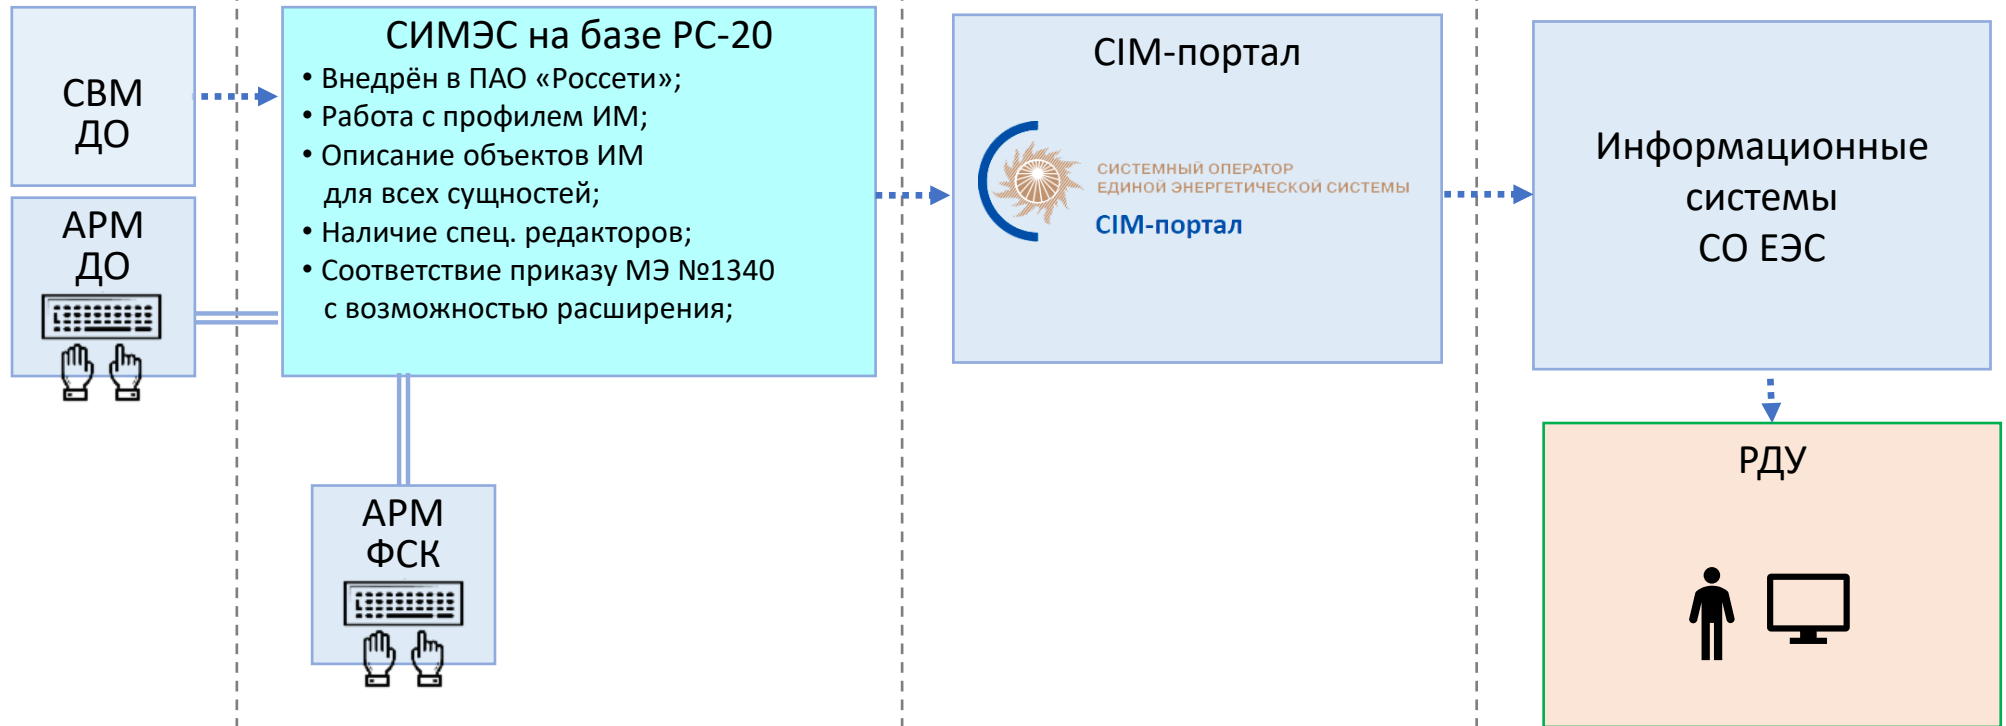 СВМ
ДО
АРМ
ДО
СИМЭС на базе РС-20
• Внедрён в ПАО «Россети»;
• Работа с профилем ИМ;
• Описание объектов ИМ
для всех сущностей;
• Наличие спец. редакторов;
• Соответствие приказу МЭ №1340
с возможностью расширения;
АРМ
ФСК
CIM-портал
СИСТЕМНЫЙ ОПЕРАТОР
ЕДИНОЙ ЭНЕРГЕТИЧЕСКОЙ СИСТЕМЫ
CIM-портал
Информационные
системы
СО ЕЭС
РДУ